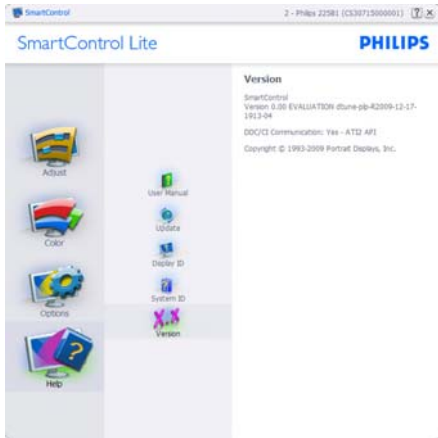 SmartControl
2 - Philips 225B1 (CS30715000001)
? X
SmartControl Lite
PHILIPS
Version
SmartControl
Version 0.00 EVALUATION dtune-plp-R2009-12-17-
1913-04
DDC/CI Communication: Yes - ATI2 API
Copyright © 1993-2009 Portrait Displays, Inc.
Adjust
Color
Options
Help
User Manual
Update
Display ID
System ID
X.X
Version